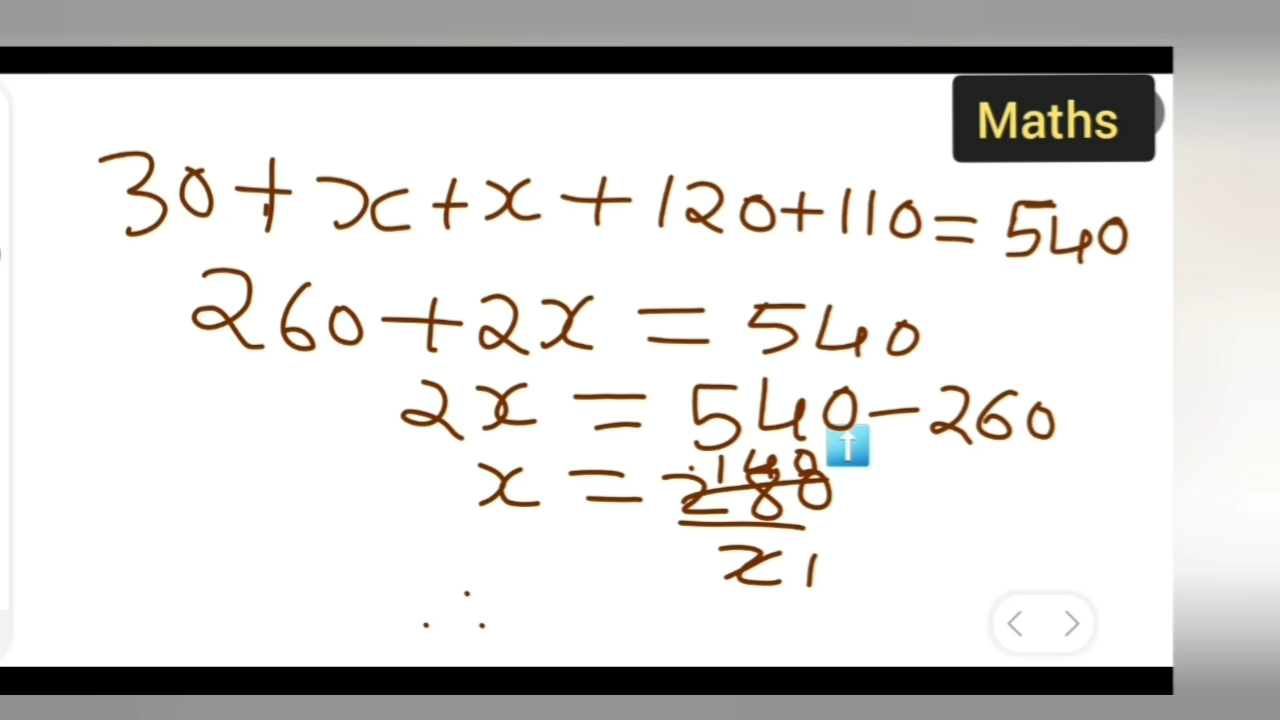 Maths
30+x+x+120+110=540
260+2x=540
2x=540-260
x=280
140
2 1
∴